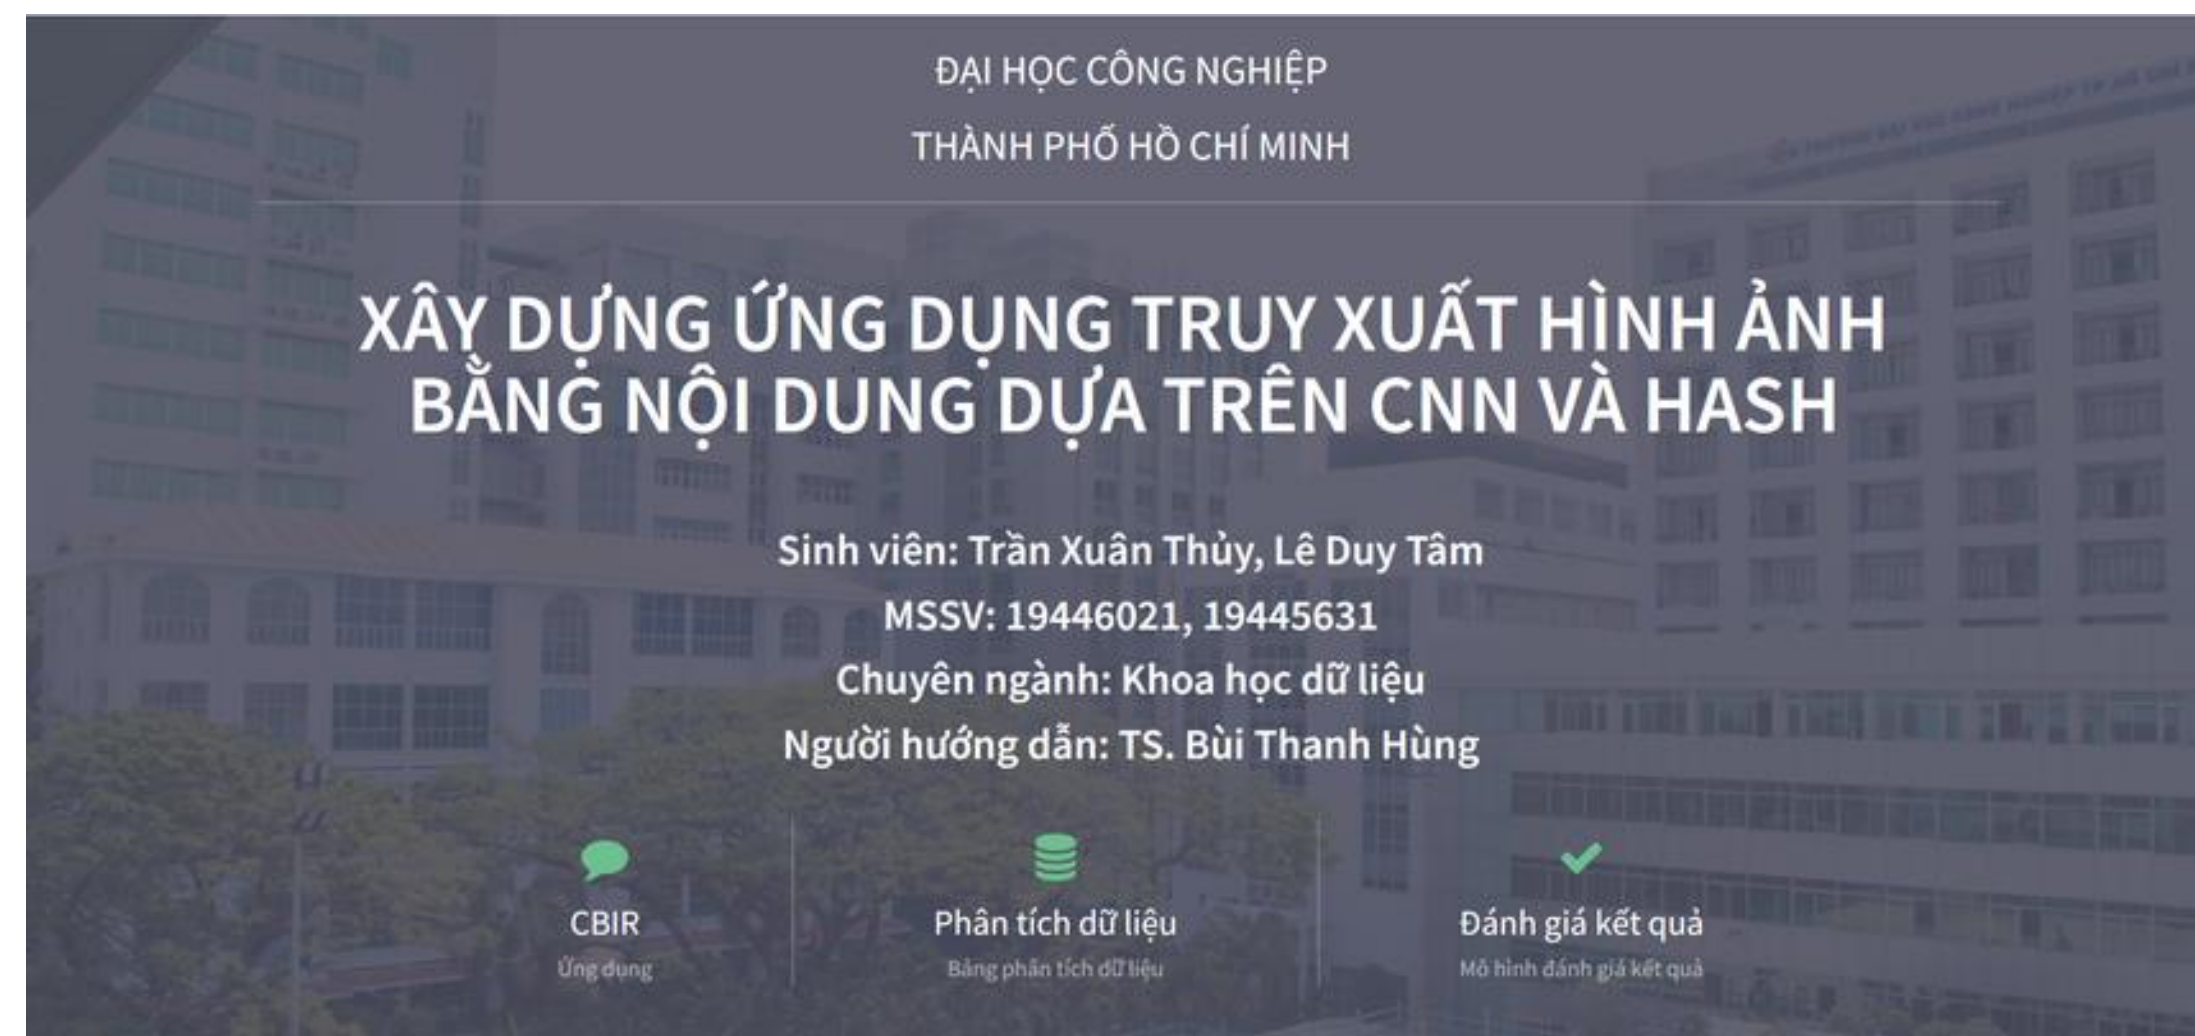 ĐẠI HỌC CÔNG NGHIỆP
THÀNH PHỐ HỒ CHÍ MINH
XÂY DỰNG ỨNG DỤNG TRUY XUẤT HÌNH ẢNH
BẰNG NỘI DUNG DỰA TRÊN CNN VÀ HASH
Sinh viên: Trần Xuân Thủy, Lê Duy Tâm
MSSV: 19446021, 19445631
Chuyên ngành: Khoa học dữ liệu
Người hướng dẫn: TS. Bùi Thanh Hùng
CBIR
Ứng dụng
Phân tích dữ liệu
Bảng phân tích dữ liệu
Đánh giá kết quả
Mô hình đánh giá kết quả